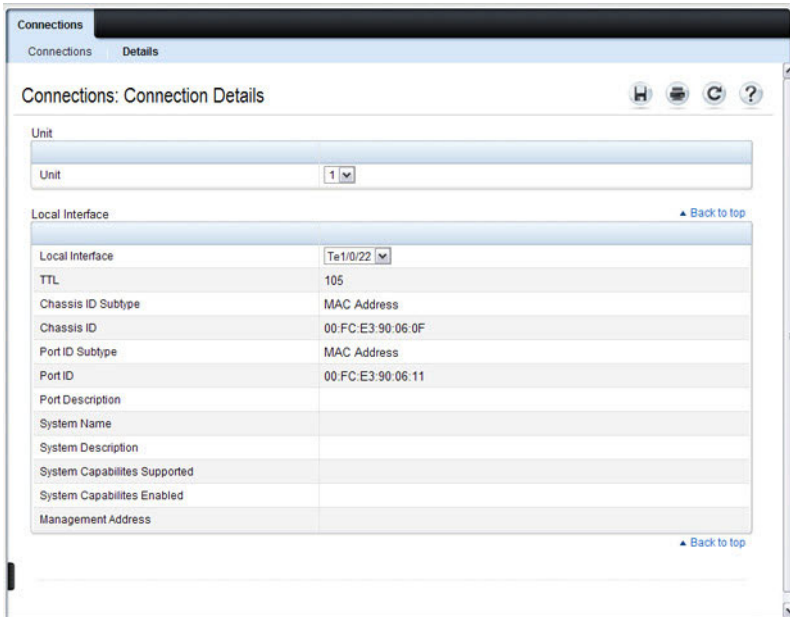 Connections
Connections Details
Connections: Connection Details
?
Unit
Unit 1
Local Interface ▲ Back to top
Local Interface Te1/0/22
TTL 105
Chassis ID Subtype MAC Address
Chassis ID 00:FC:E3:90:06:0F
Port ID Subtype MAC Address
Port ID 00:FC:E3:90:06:11
Port Description
System Name
System Description
System Capabilites Supported
System Capabilites Enabled
Management Address
▲ Back to top